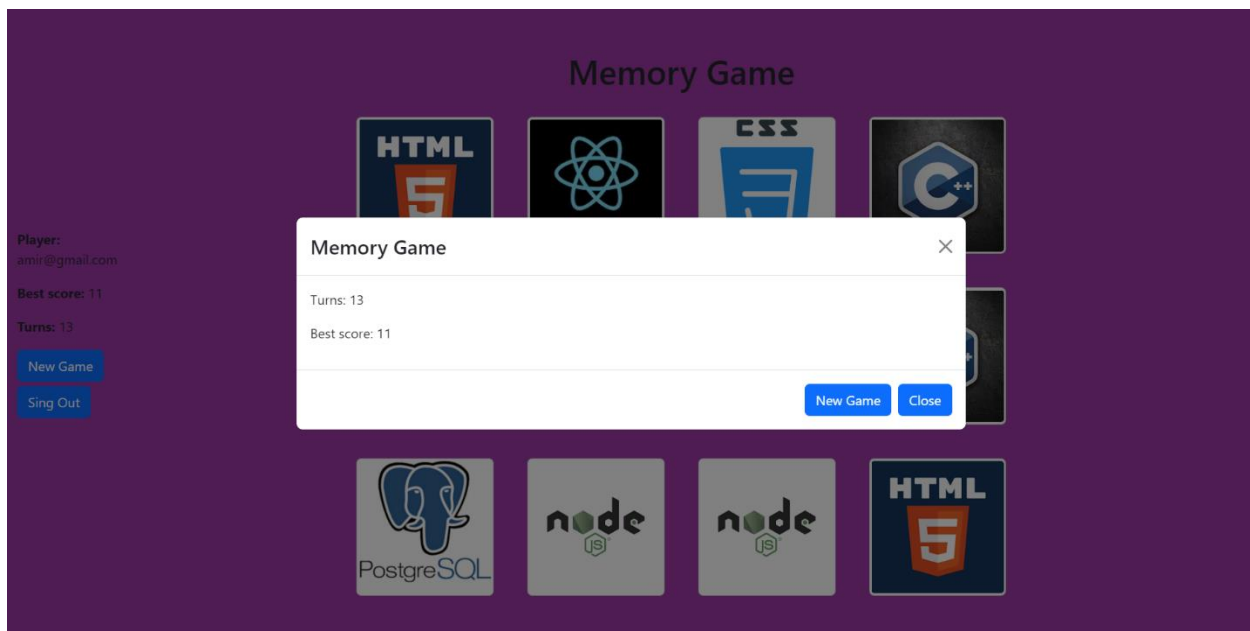 Memory Game
HTML
CSS
C++
Player:
amir@gmail.com
Best score: 11
Turns: 13
New Game
Sing Out
Memory Game
Turns: 13
Best score: 11
New Game Close
PostgreSQL
node
JS
node
JS
HTML
5